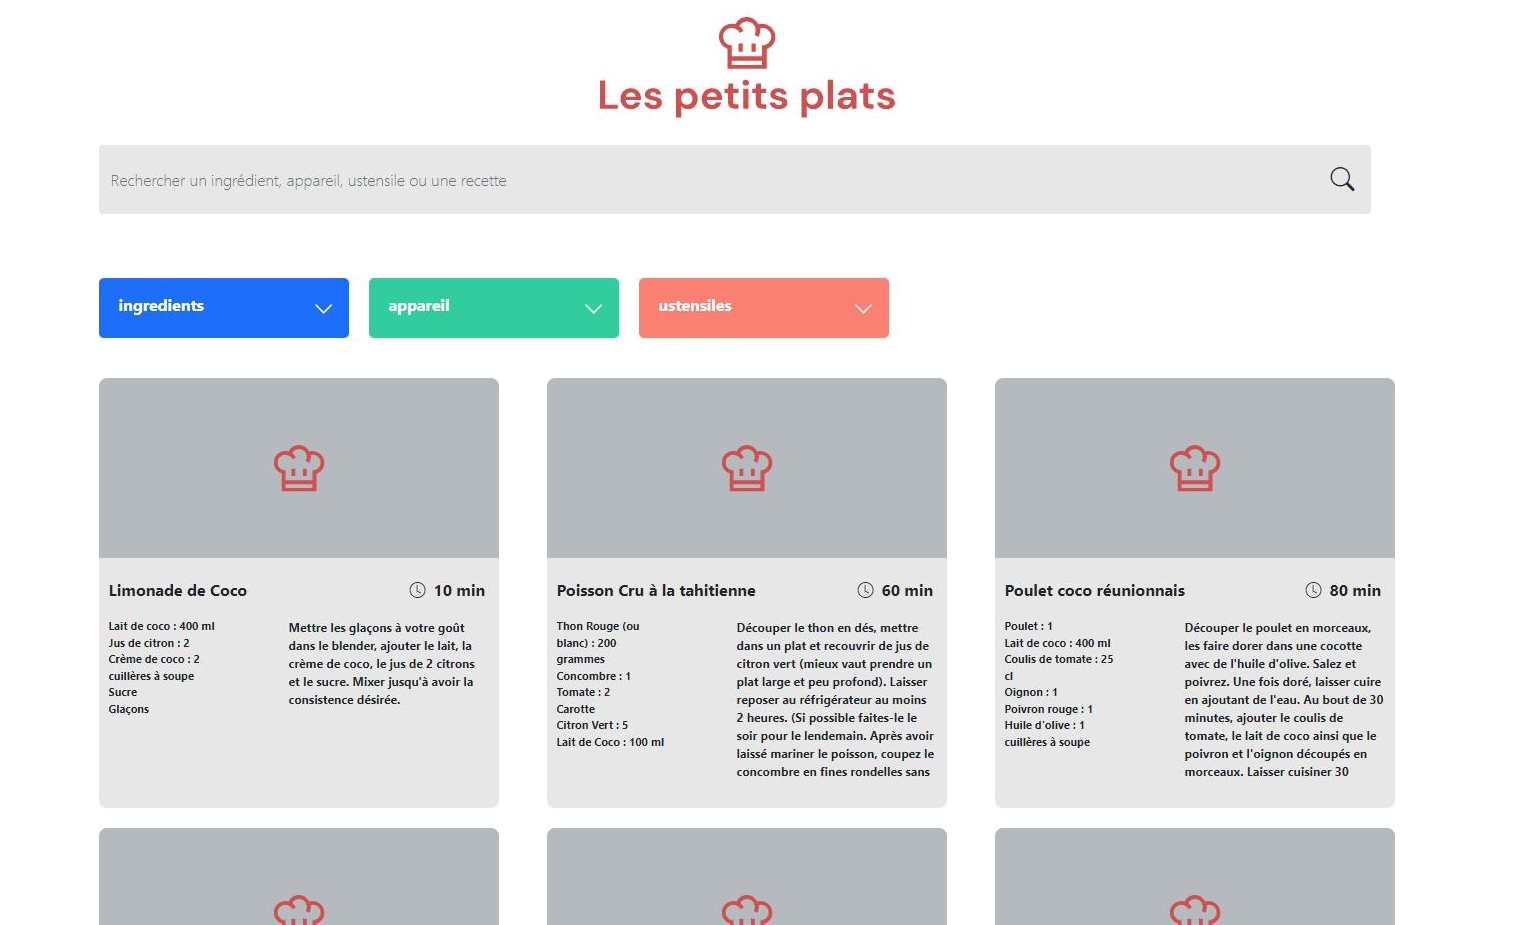 Les petits plats
Rechercher un ingrédient, appareil, ustensile ou une recette
ingredients
appareil
ustensiles
Limonade de Coco
10 min
Lait de coco : 400 ml
Jus de citron : 2
Crème de coco : 2
cuillères à soupe
Sucre
Glaçons
Mettre les glaçons à votre goût
dans le blender, ajouter le lait, la
crème de coco, le jus de 2 citrons
et le sucre. Mixer jusqu'à avoir la
consistence désirée.
Poisson Cru à la tahitienne
60 min
Thon Rouge (ou
blanc) : 200
grammes
Concombre : 1
Tomate : 2
Carotte
Citron Vert : 5
Lait de Coco : 100 ml
Découper le thon en dés, mettre
dans un plat et recouvrir de jus de
citron vert (mieux vaut prendre un
plat large et peu profond). Laisser
reposer au réfrigérateur au moins
2 heures. (Si possible faites-le le
soir pour le lendemain. Après avoir
laissé mariner le poisson, coupez le
concombre en fines rondelles sans
Poulet coco réunionnais
80 min
Poulet : 1
Lait de coco : 400 ml
Coulis de tomate : 25
cl
Oignon : 1
Poivron rouge : 1
Huile d'olive : 1
cuillères à soupe
Découper le poulet en morceaux,
les faire dorer dans une cocotte
avec de l'huile d'olive. Salez et
poivrez. Une fois doré, laisser cuire
en ajoutant de l'eau. Au bout de 30
minutes, ajouter le coulis de
tomate, le lait de coco ainsi que le
poivron et l'oignon découpés en
morceaux. Laisser cuisiner 30